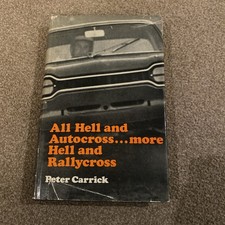 All Hell and
Autocross...more
Hell and
Rallycross
Peter Carrick